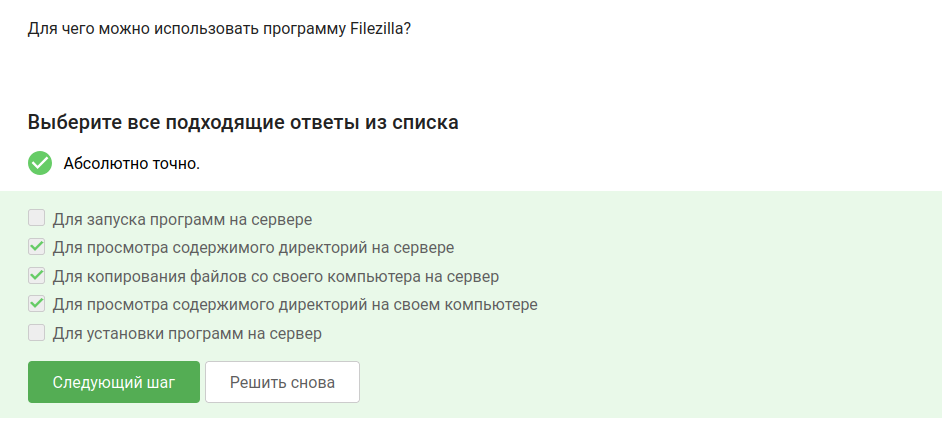 Для чего можно использовать программу Filezilla?
Выберите все подходящие ответы из списка
Абсолютно точно.
Для запуска программ на сервере
Для просмотра содержимого директорий на сервере
Для копирования файлов со своего компьютера на сервер
Для просмотра содержимого директорий на своем компьютере
Для установки программ на сервер
Следующий шаг
Решить снова